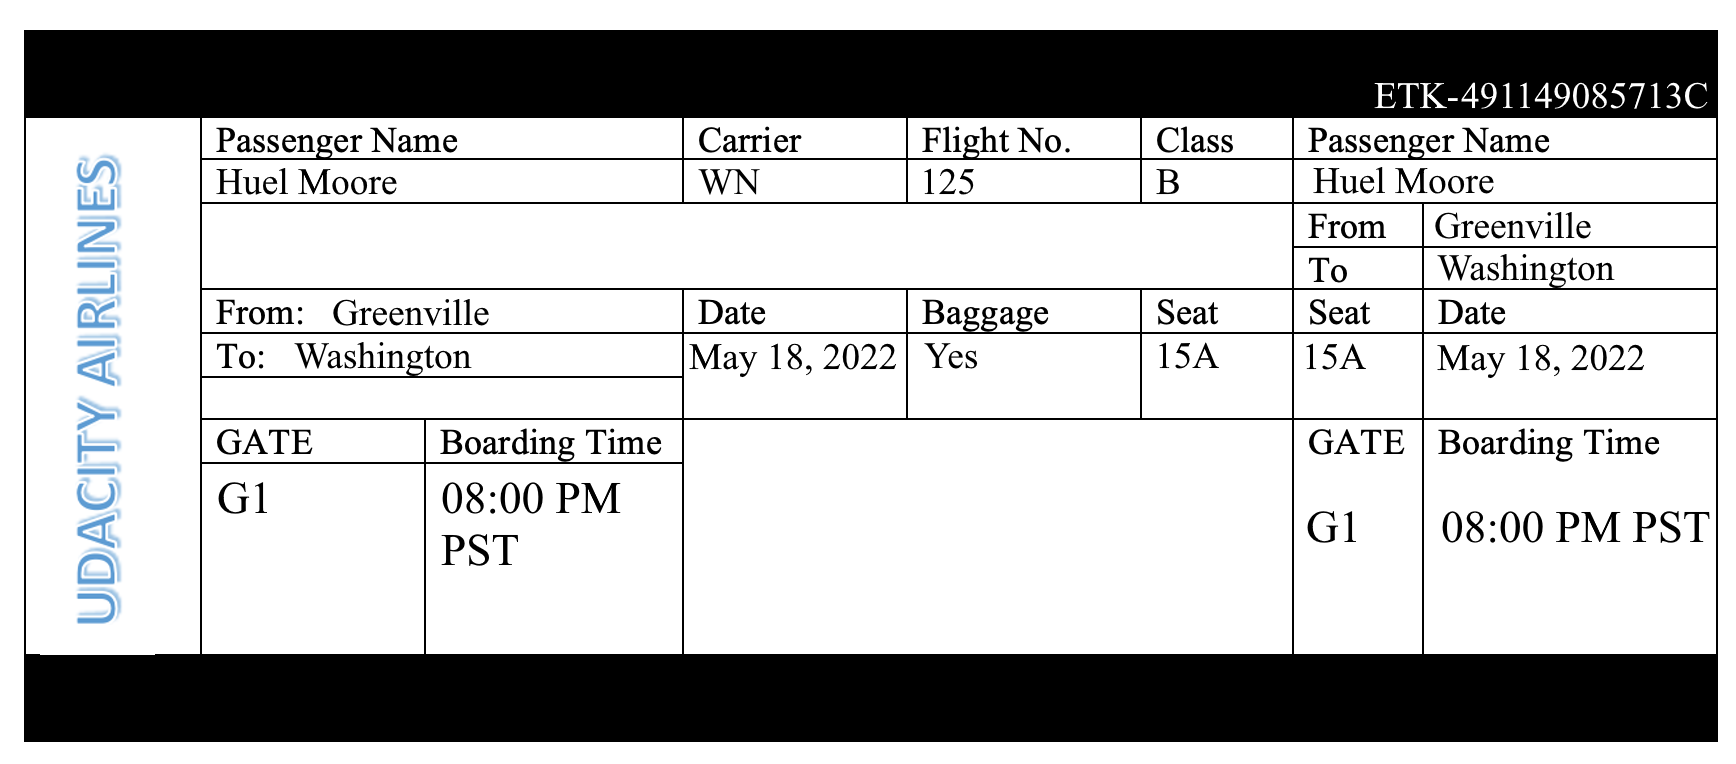 ETK-491149085713C
UDACITY AIRLINES
Passenger Name Carrier Flight No. Class Passenger Name
Huel Moore WN 125 B Huel Moore
From Greenville
To Washington
From: Greenville Date Baggage Seat Seat Date
To: Washington May 18, 2022 Yes 15A 15A May 18, 2022
GATE Boarding Time GATE Boarding Time
G1 08:00 PM
PST
G1 08:00 PM PST